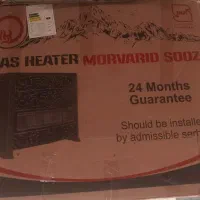 AS HEATER MORVARID SOOZ
24 Months
Guarantee
Should be installe
by admissible ser